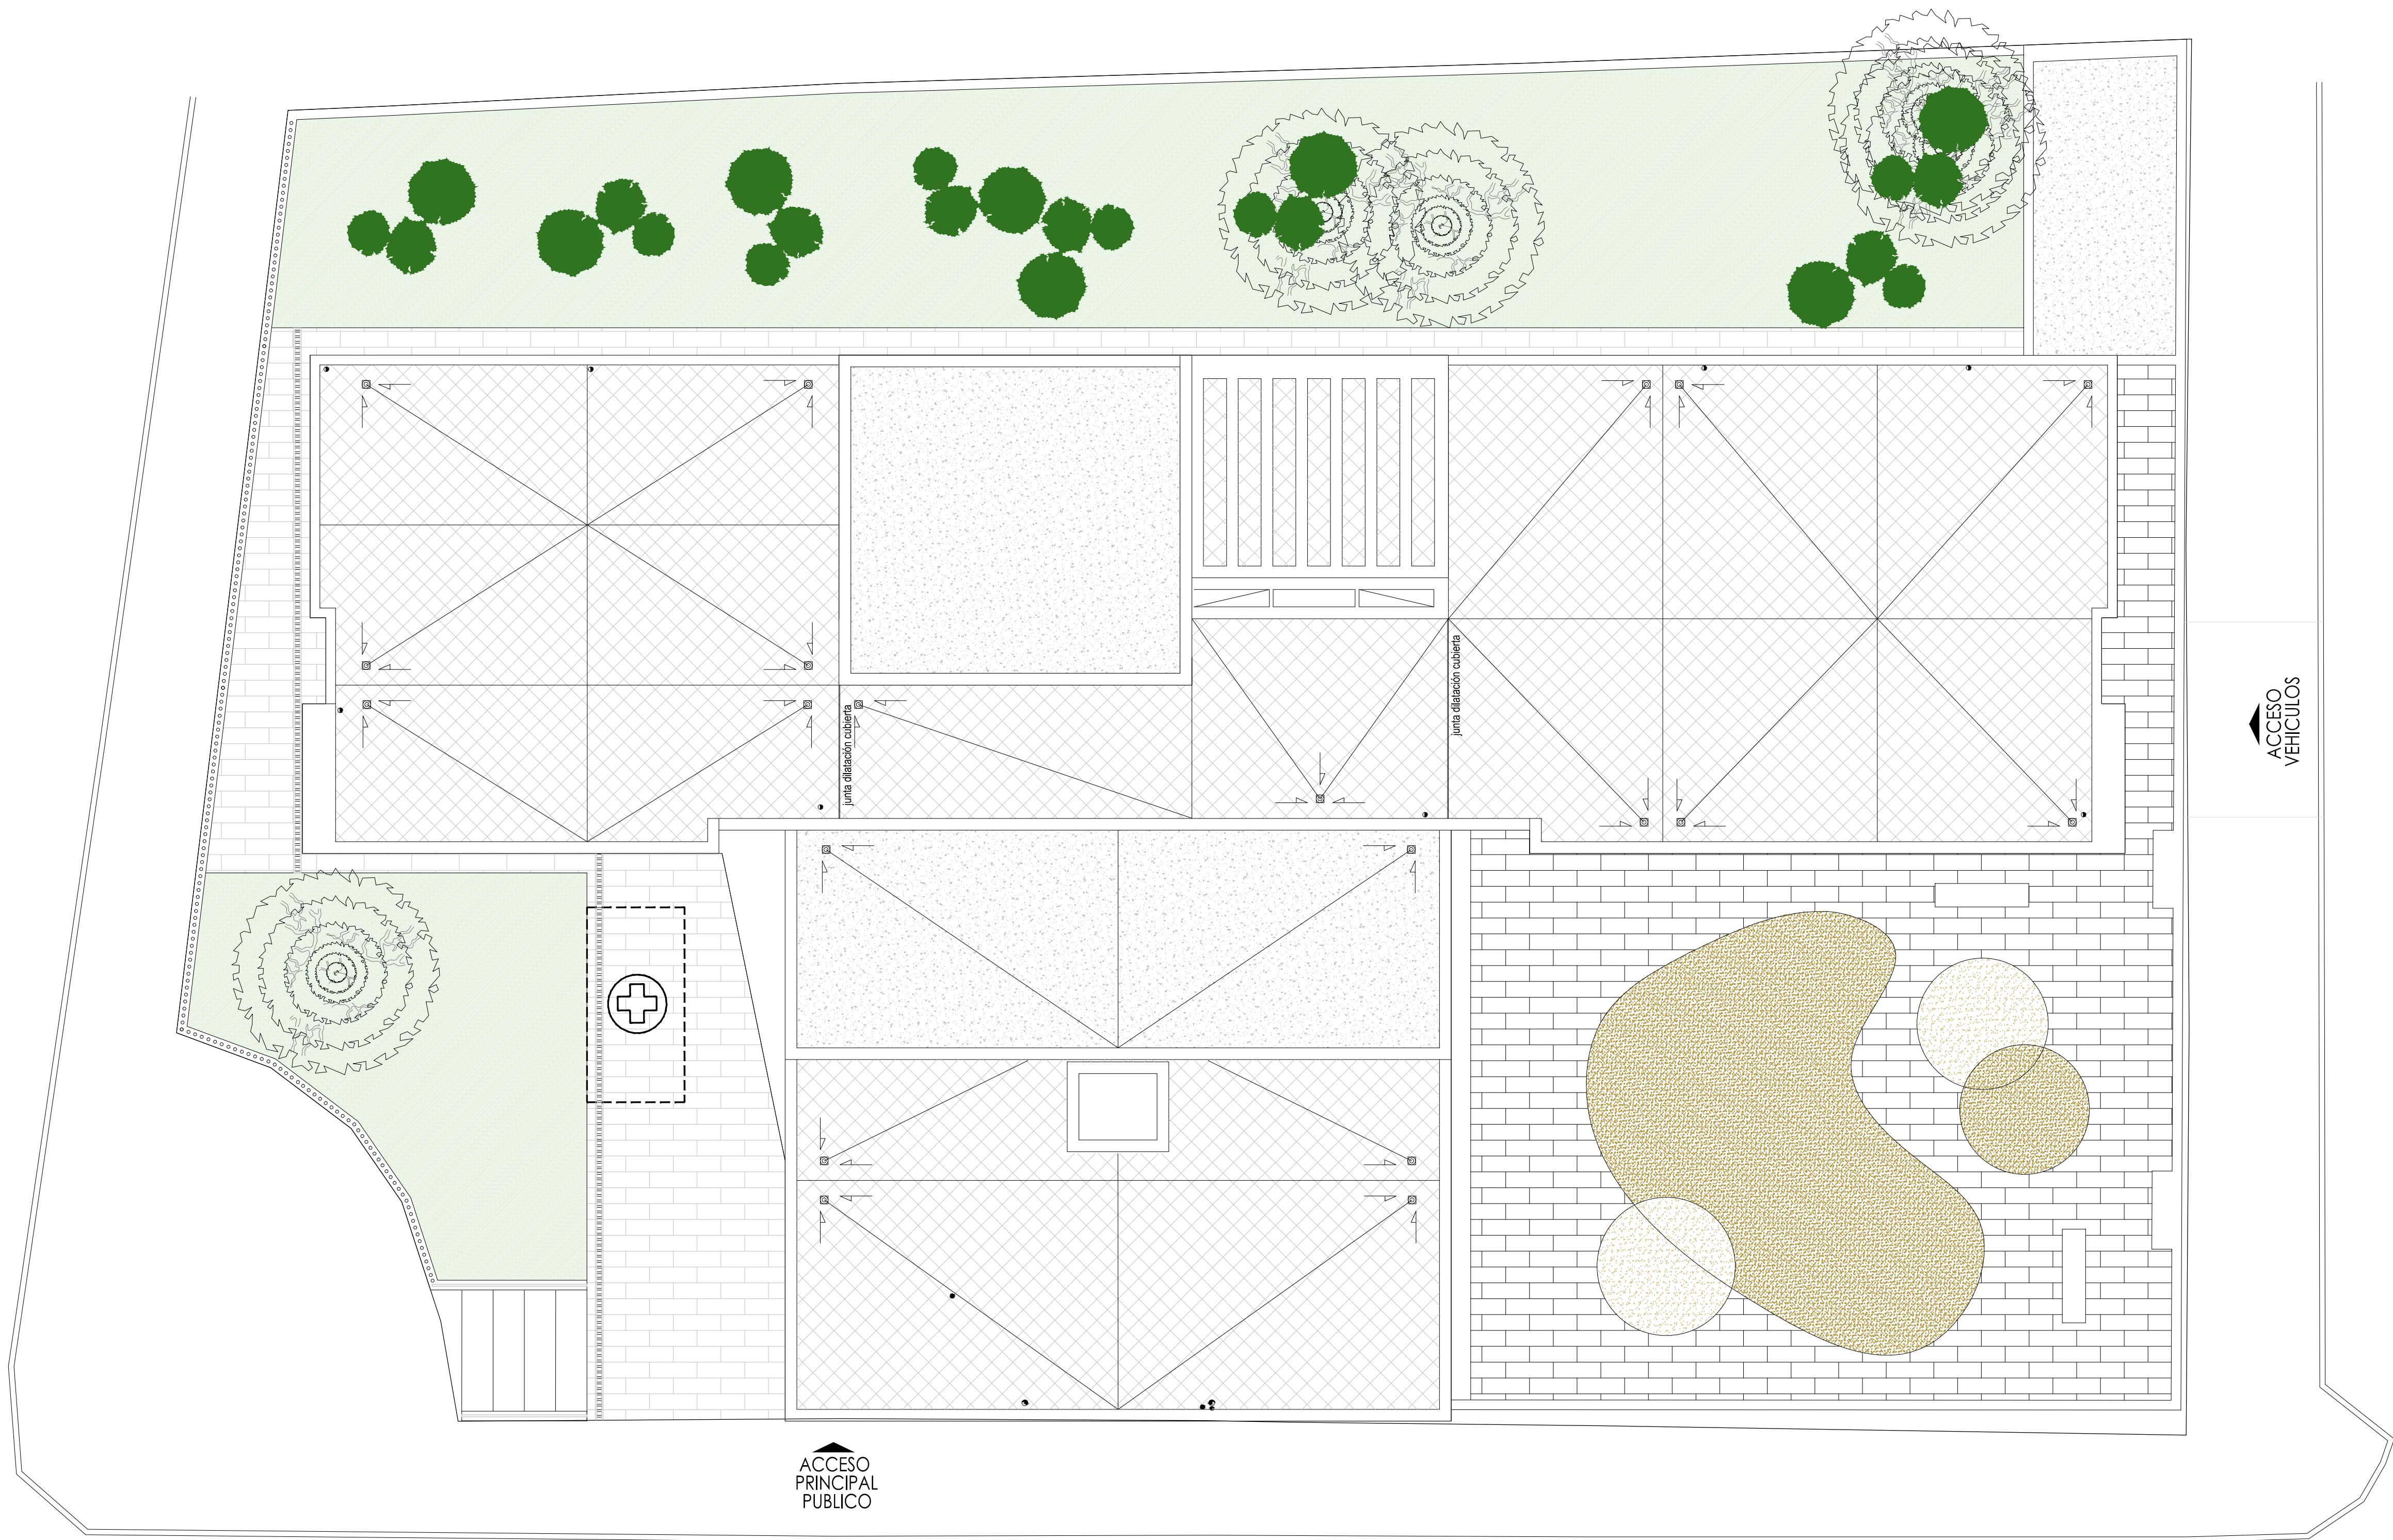 junta dilatación cubierta
junta dilatación cubierta
ACCESO
VEHICULOS
ACCESO
PRINCIPAL
PUBLICO